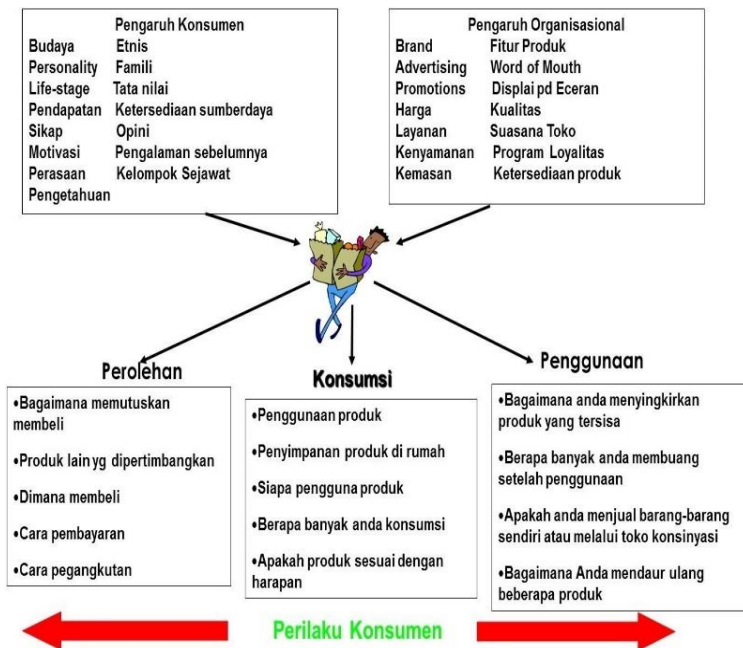 Pengaruh Konsumen
Budaya Etnis
Personality Famili
Life-stage Tata nilai
Pendapatan Ketersediaan sumberdaya
Sikap Opini
Motivasi Pengalaman sebelumnya
Perasaan Kelompok Sejawat
Pengetahuan
Pengaruh Organisasional
Brand Fitur Produk
Advertising Word of Mouth
Promotions Displai pd Eceran
Harga Kualitas
Layanan Suasana Toko
Kenyamanan Program Loyalitas
Kemasan Ketersediaan produk
Perolehan
•Bagaimana memutuskan
membeli
•Produk lain yg dipertimbangkan
•Dimana membeli
•Cara pembayaran
•Cara pegangkutan
Konsumsi
•Penggunaan produk
•Penyimpanan produk di rumah
•Siapa pengguna produk
•Berapa banyak anda konsumsi
•Apakah produk sesuai dengan
harapan
Penggunaan
•Bagaimana anda menyingkirkan
produk yang tersisa
•Berapa banyak anda membuang
setelah penggunaan
•Apakah anda menjual barang-barang
sendiri atau melalui toko konsinyasi
•Bagaimana Anda mendaur ulang
beberapa produk
Perilaku Konsumen